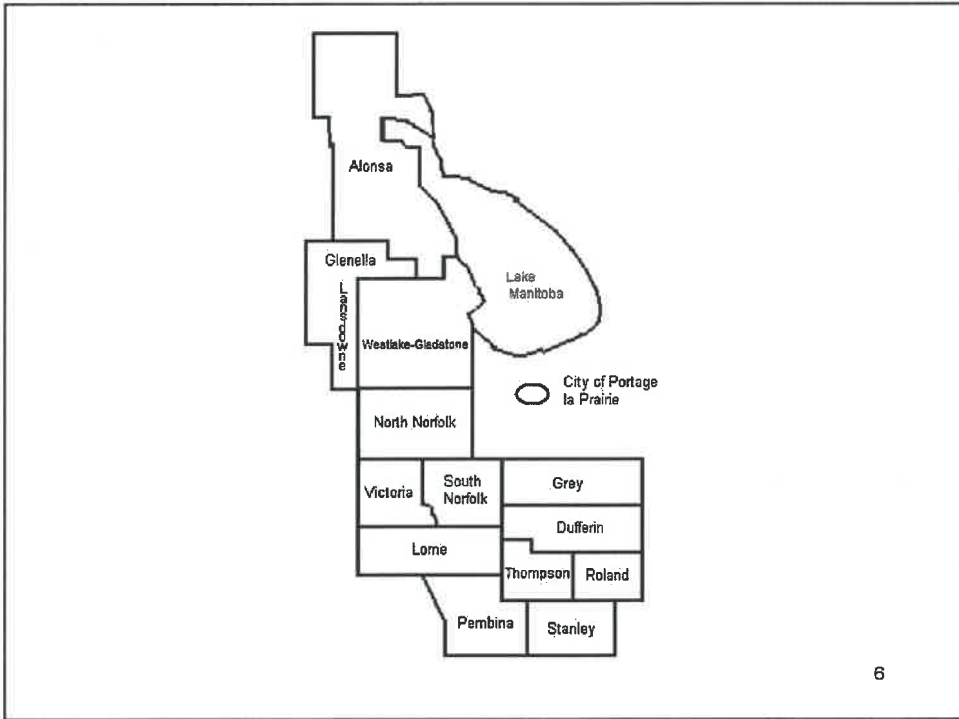 Alonsa
Glenella
Lansdowne
Lake
Manitoba
Westlake-Gladstone
City of Portage
la Prairie
North Norfolk
Victoria
South
Norfolk
Grey
Dufferin
Lorne
Thompson
Roland
Pembina
Stanley
6